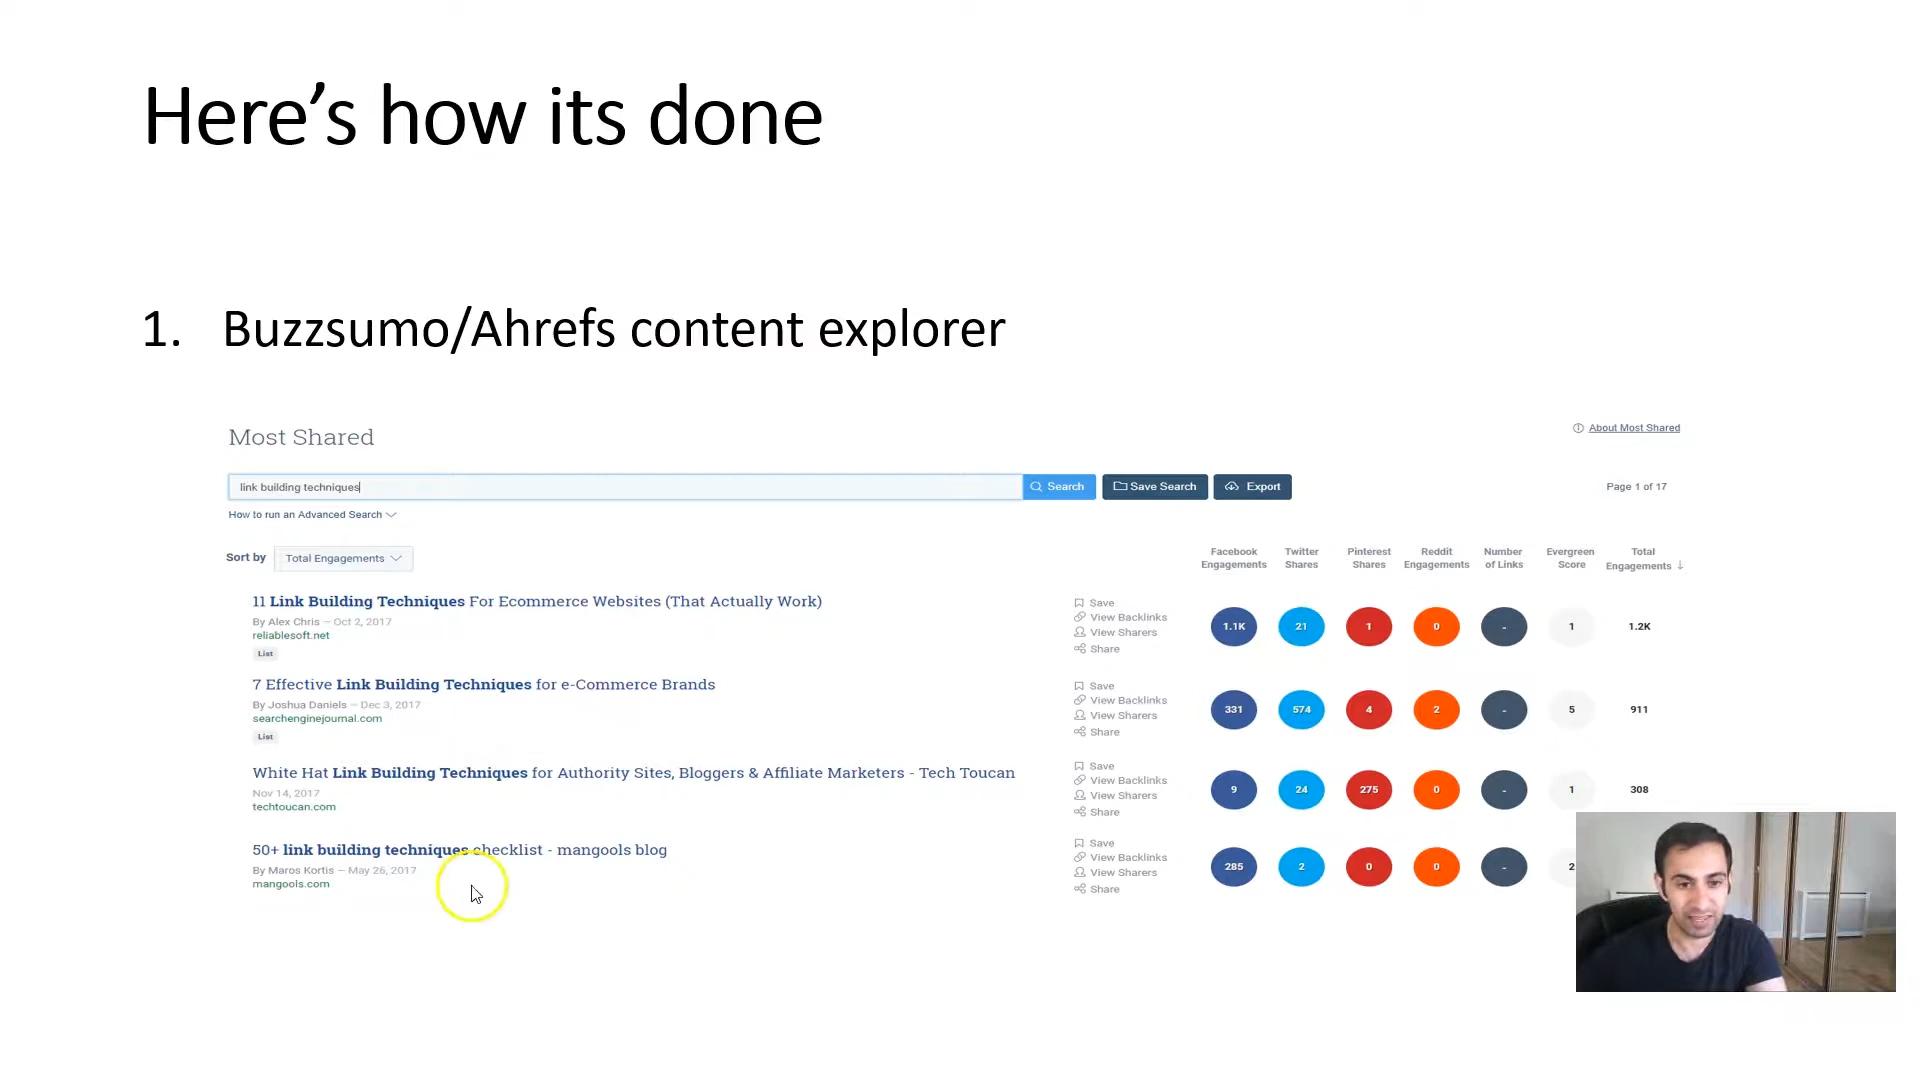 Here’s how its done
1. Buzzsumo/Ahrefs content explorer
Most Shared
About Most Shared
link building techniques
Search
Save Search
Export
Page 1 of 17
How to run an Advanced Search
Sort by
Total Engagements
Facebook Engagements
Twitter Shares
Pinterest Shares
Reddit Engagements
Number of Links
Evergreen Score
Total Engagements ↓
11 Link Building Techniques For Ecommerce Websites (That Actually Work)
By Alex Chris – Oct 2, 2017
reliablesoft.net
List
Save
View Backlinks
View Sharers
Share
1.1K 21 1 0 - 1 1.2K
7 Effective Link Building Techniques for e-Commerce Brands
By Joshua Daniels – Dec 3, 2017
searchenginejournal.com
List
Save
View Backlinks
View Sharers
Share
331 574 4 2 - 5 911
White Hat Link Building Techniques for Authority Sites, Bloggers & Affiliate Marketers - Tech Toucan
Nov 14, 2017
techtoucan.com
Save
View Backlinks
View Sharers
Share
9 24 275 0 - 1 308
50+ link building techniques checklist - mangools blog
By Maros Kortis – May 26, 2017
mangools.com
Save
View Backlinks
View Sharers
Share
285 2 0 0 - 2